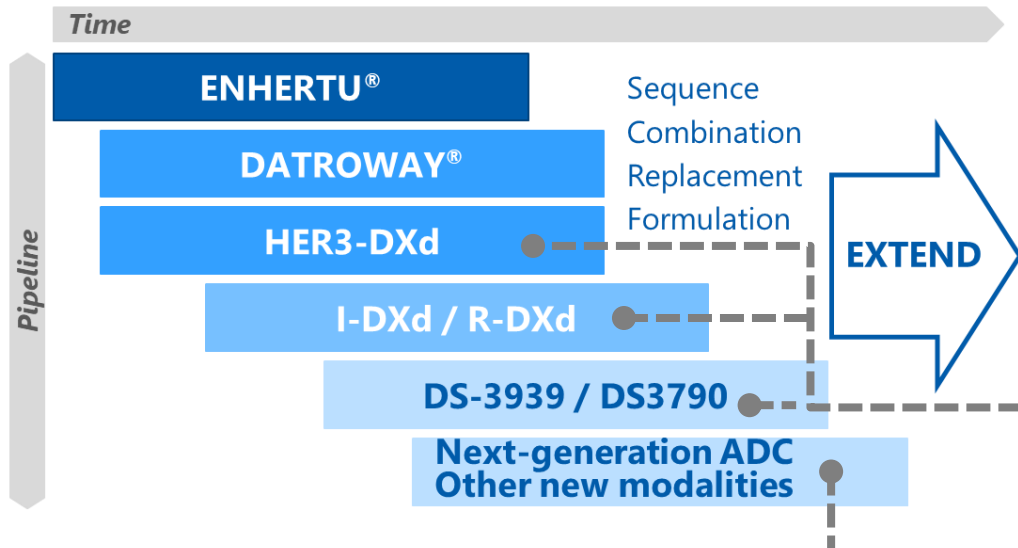 Time
Pipeline
ENHERTU®
DATROWAY®
HER3-DXd
I-DXd / R-DXd
DS-3939 / DS3790
Next-generation ADC
Other new modalities
Sequence
Combination
Replacement
Formulation
EXTEND